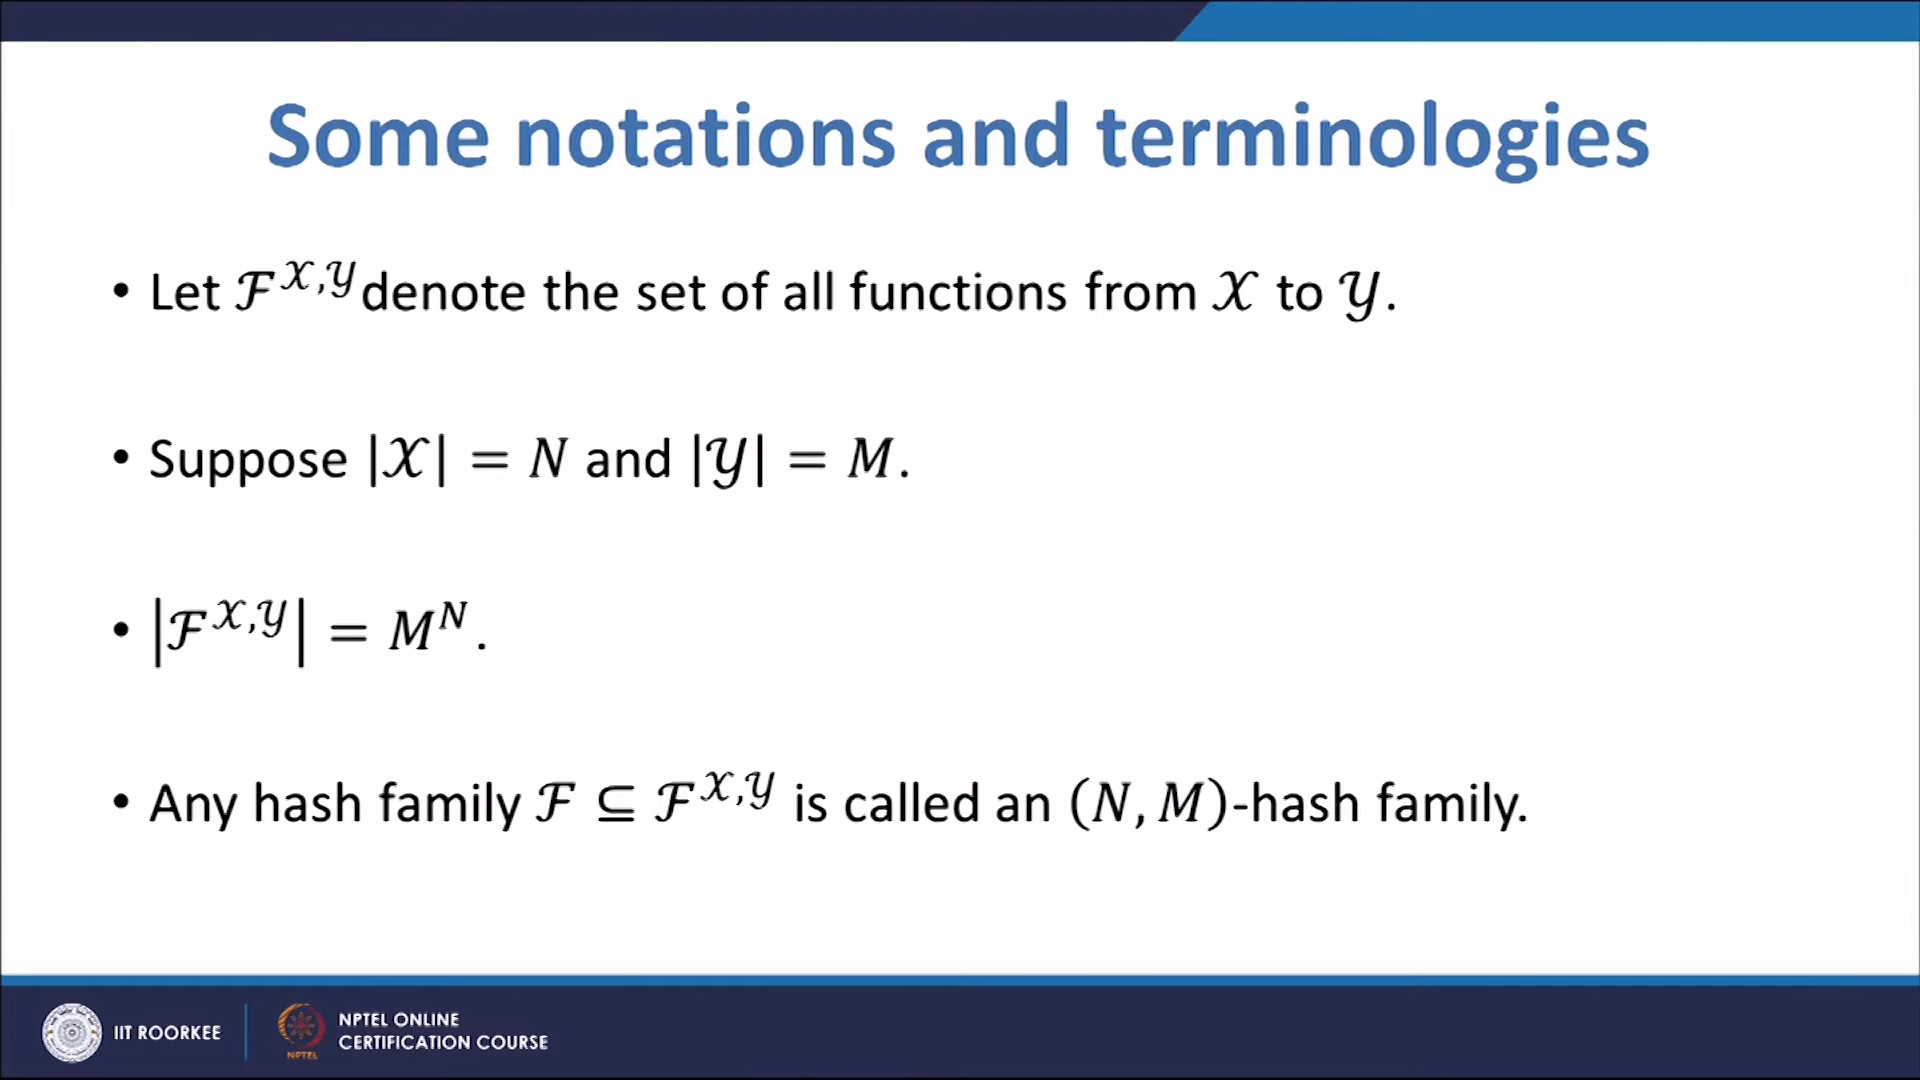 Some notations and terminologies
• Let ℱ^{𝒳,𝒴} denote the set of all functions from 𝒳 to 𝒴.
• Suppose |𝒳| = N and |𝒴| = M.
• |ℱ^{𝒳,𝒴}| = M^N.
• Any hash family ℱ ⊆ ℱ^{𝒳,𝒴} is called an (N, M)-hash family.
IIT ROORKEE
NPTEL
NPTEL ONLINE
CERTIFICATION COURSE